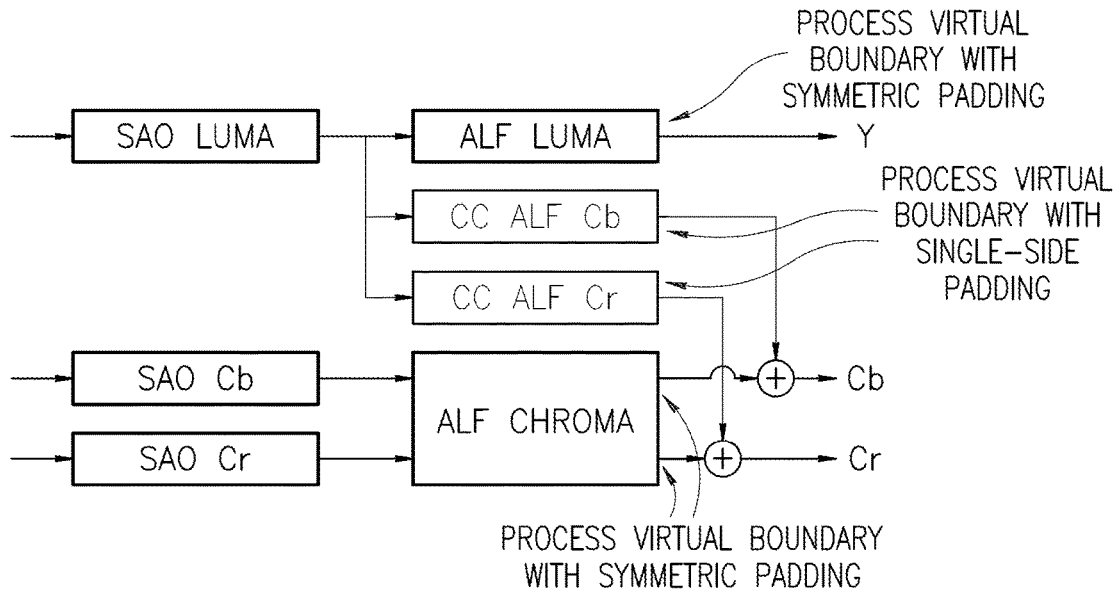 PROCESS VIRTUAL
BOUNDARY WITH
SYMMETRIC PADDING
SAO LUMA
ALF LUMA
Y
CC ALF Cb
PROCESS VIRTUAL
BOUNDARY WITH
SINGLE-SIDE
PADDING
CC ALF Cr
SAO Cb
ALF CHROMA
+
Cb
SAO Cr
+
Cr
PROCESS VIRTUAL BOUNDARY
WITH SYMMETRIC PADDING